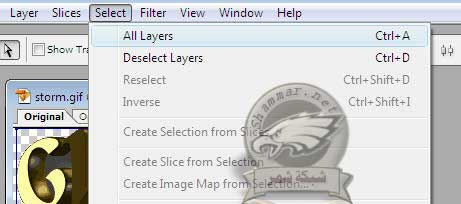 Layer Slices Select Filter View Window Help
All Layers Ctrl+A
Show Tra
Deselect Layers Ctrl+D
Reselect Ctrl+Shift+D
Inverse Ctrl+Shift+I
storm.gif
Original O
Create Selection from Slices
Create Slice from Selection
Create Image Map from Selection...
Shammar.net
شبكة شمر